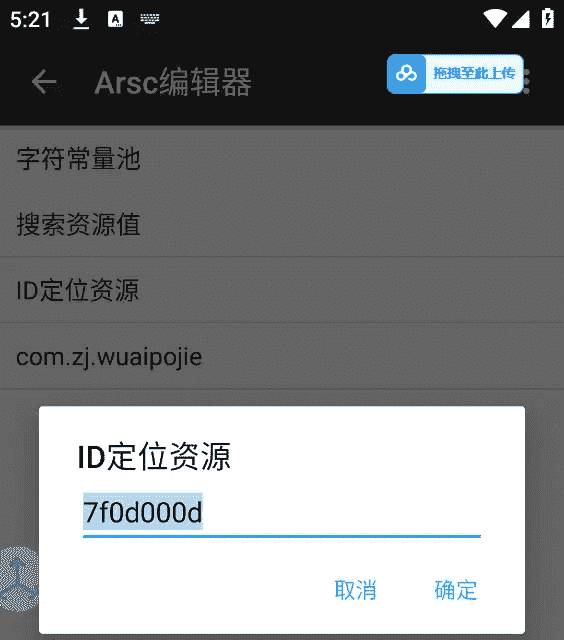 5:21
A
Arsc编辑器
拖拽至此上传
字符常量池
搜索资源值
ID定位资源
com.zj.wuaipojie
ID定位资源
7f0d000d
取消 确定